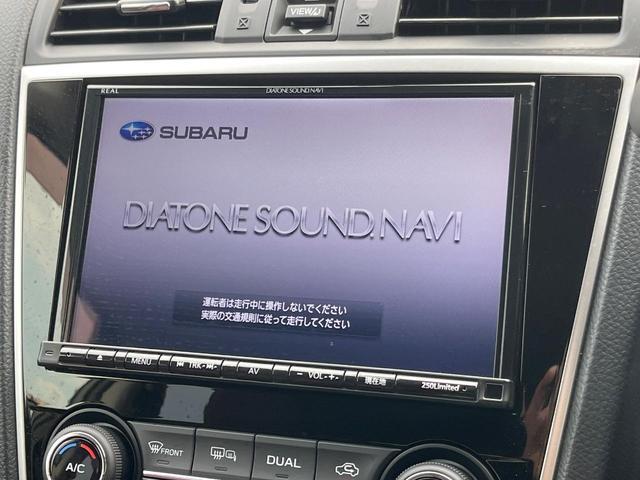 VIEW/J
REAL
DIATONE SOUND.NAVI
SUBARU
DIATONE SOUND.NAVI
運転者は走行中に操作しないでください
実際の交通規則に従って走行してください
MENU
TRK
AV
− VOL +
現在地
250Limited
A/C
FRONT
DUAL